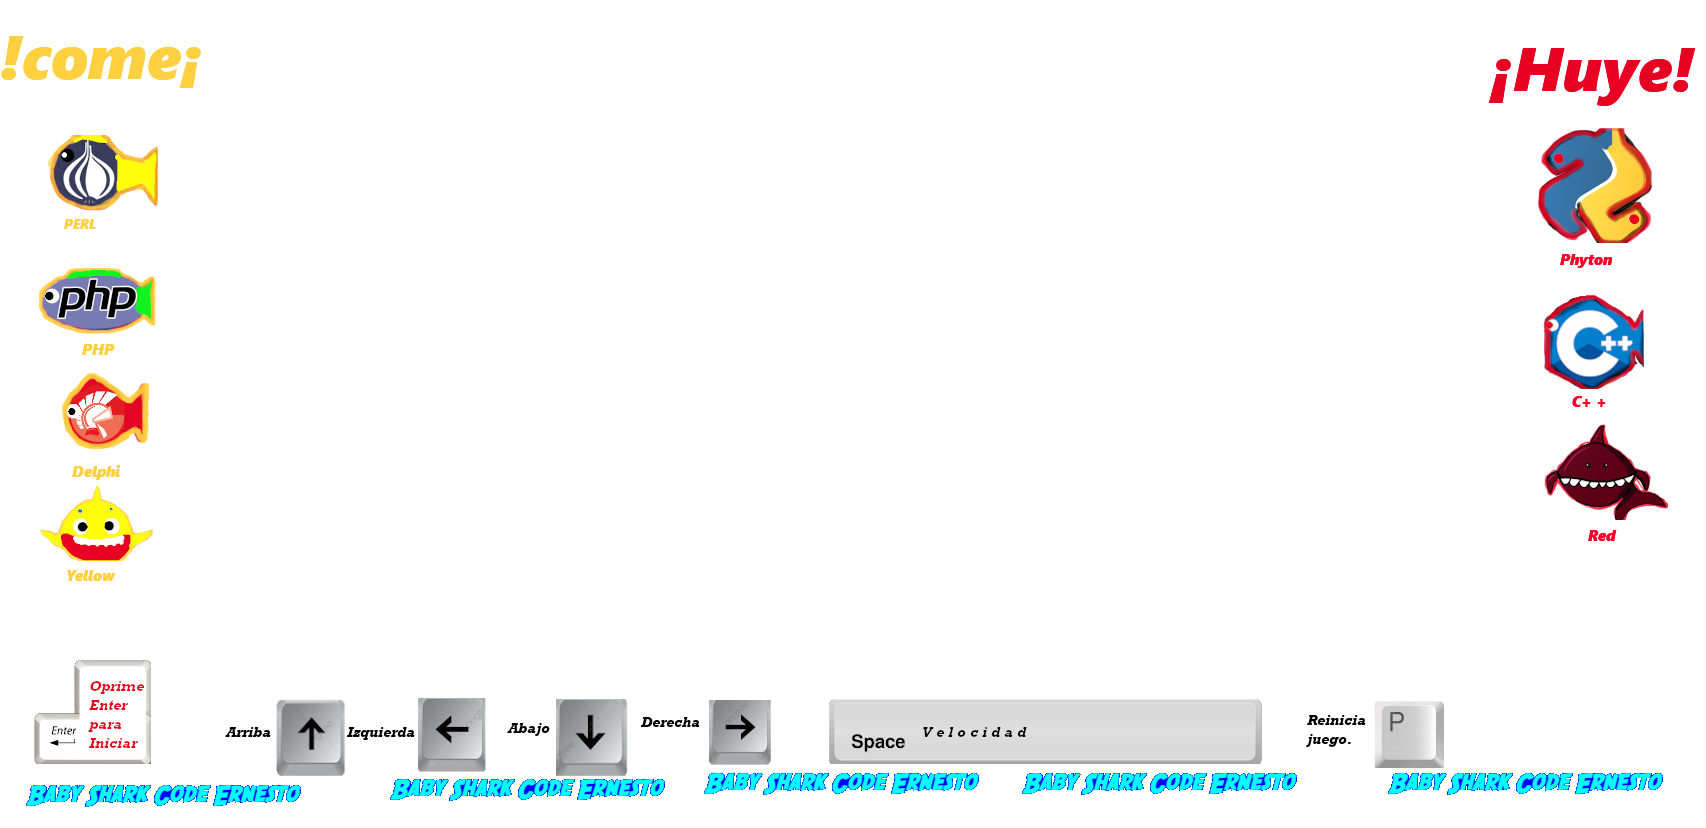 !come¡
¡Huye!
PERL
php
PHP
Delphi
Yellow
Phyton
C++
C+ +
Red
Enter
Oprime
Enter
para
Iniciar
Arriba
Izquierda
Abajo
Derecha
Space
Velocidad
Reinicia
juego.
P
Baby Shark Code Ernesto
Baby Shark Code Ernesto
Baby Shark Code Ernesto
Baby Shark Code Ernesto
Baby Shark Code Ernesto